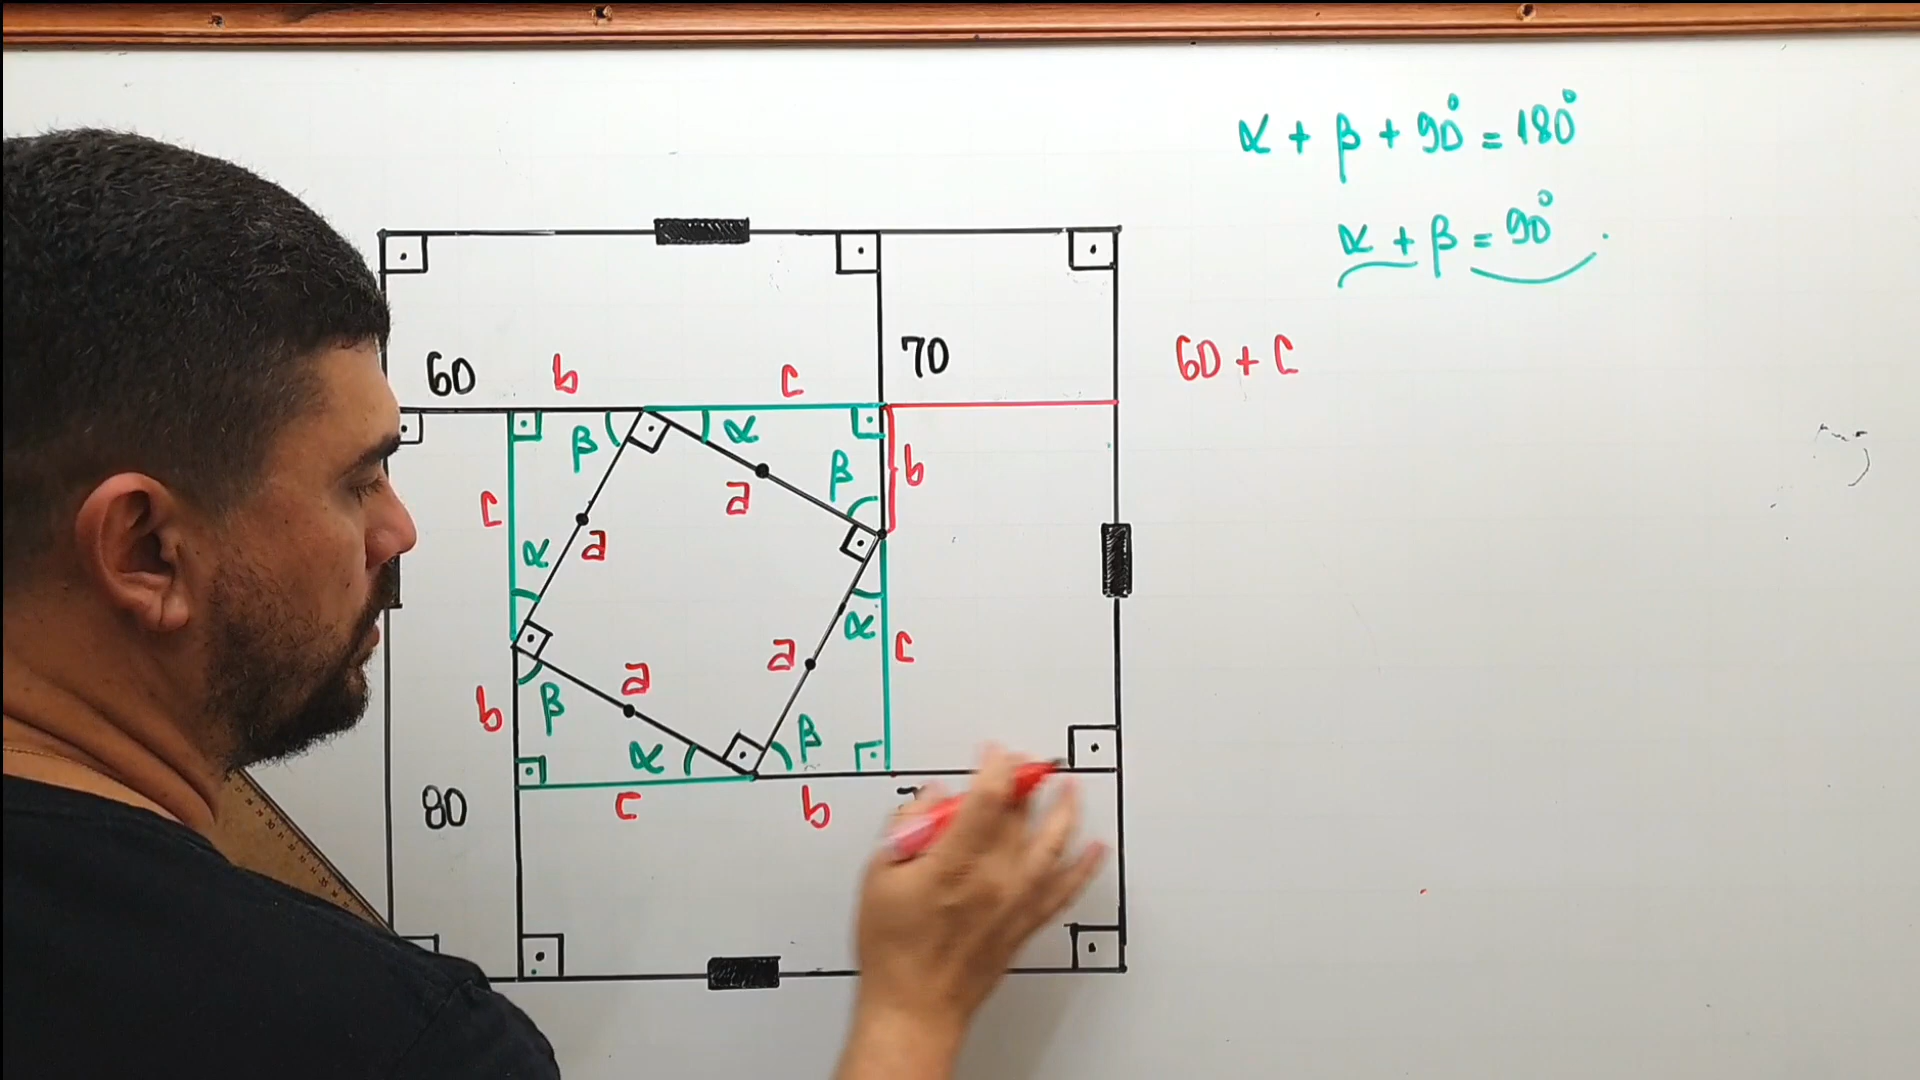 α + β + 90° = 180°
α + β = 90°
60 b c 70 60 + c
β α
c a β b
α a
a α c
b β a
80 α β
c b